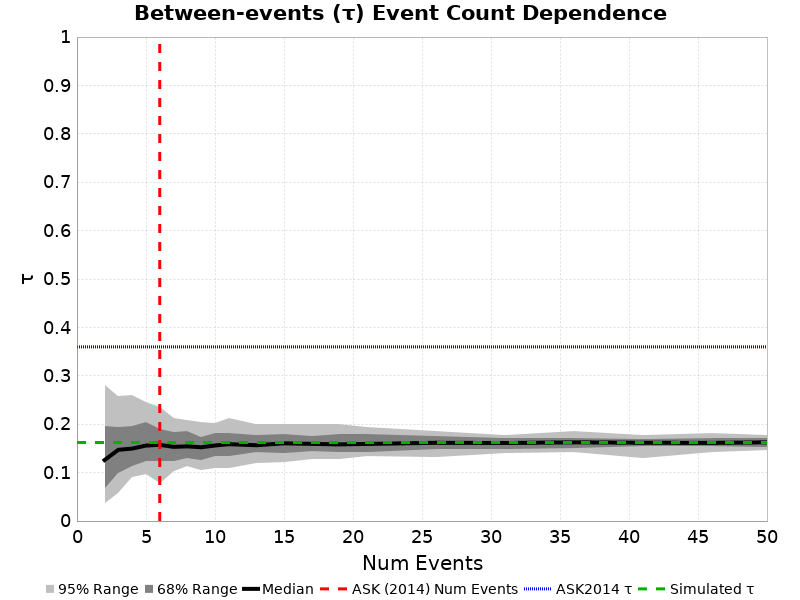 Between-events (τ) Event Count Dependence
1
0.9
0.8
0.7
0.6
0.5
0.4
0.3
0.2
0.1
0
τ
0 5 10 15 20 25 30 35 40 45 50
Num Events
95% Range 68% Range Median ASK (2014) Num Events ASK2014 τ Simulated τ